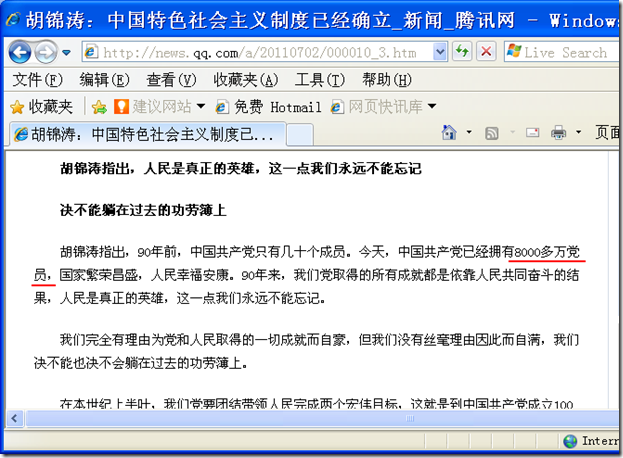 胡锦涛：中国特色社会主义制度已经确立_新闻_腾讯网 - Windows
http://news.qq.com/a/20110702/000010_3.htm Live Search
文件(F) 编辑(E) 查看(V) 收藏夹(A) 工具(T) 帮助(H)
收藏夹 建议网站 免费 Hotmail 网页快讯库
胡锦涛：中国特色社会主义制度已... 页面
胡锦涛指出，人民是真正的英雄，这一点我们永远不能忘记
决不能躺在过去的功劳簿上
胡锦涛指出，90年前，中国共产党只有几十个成员。今天，中国共产党已经拥有8000多万党
员，国家繁荣昌盛，人民幸福安康。90年来，我们党取得的所有成就都是依靠人民共同奋斗的结
果，人民是真正的英雄，这一点我们永远不能忘记。
我们完全有理由为党和人民取得的一切成就而自豪，但我们没有丝毫理由因此而自满，我们
决不能也决不会躺在过去的功劳簿上。
在本世纪上半叶，我们党要团结带领人民完成两个宏伟目标，这就是到中国共产党成立100
Intern